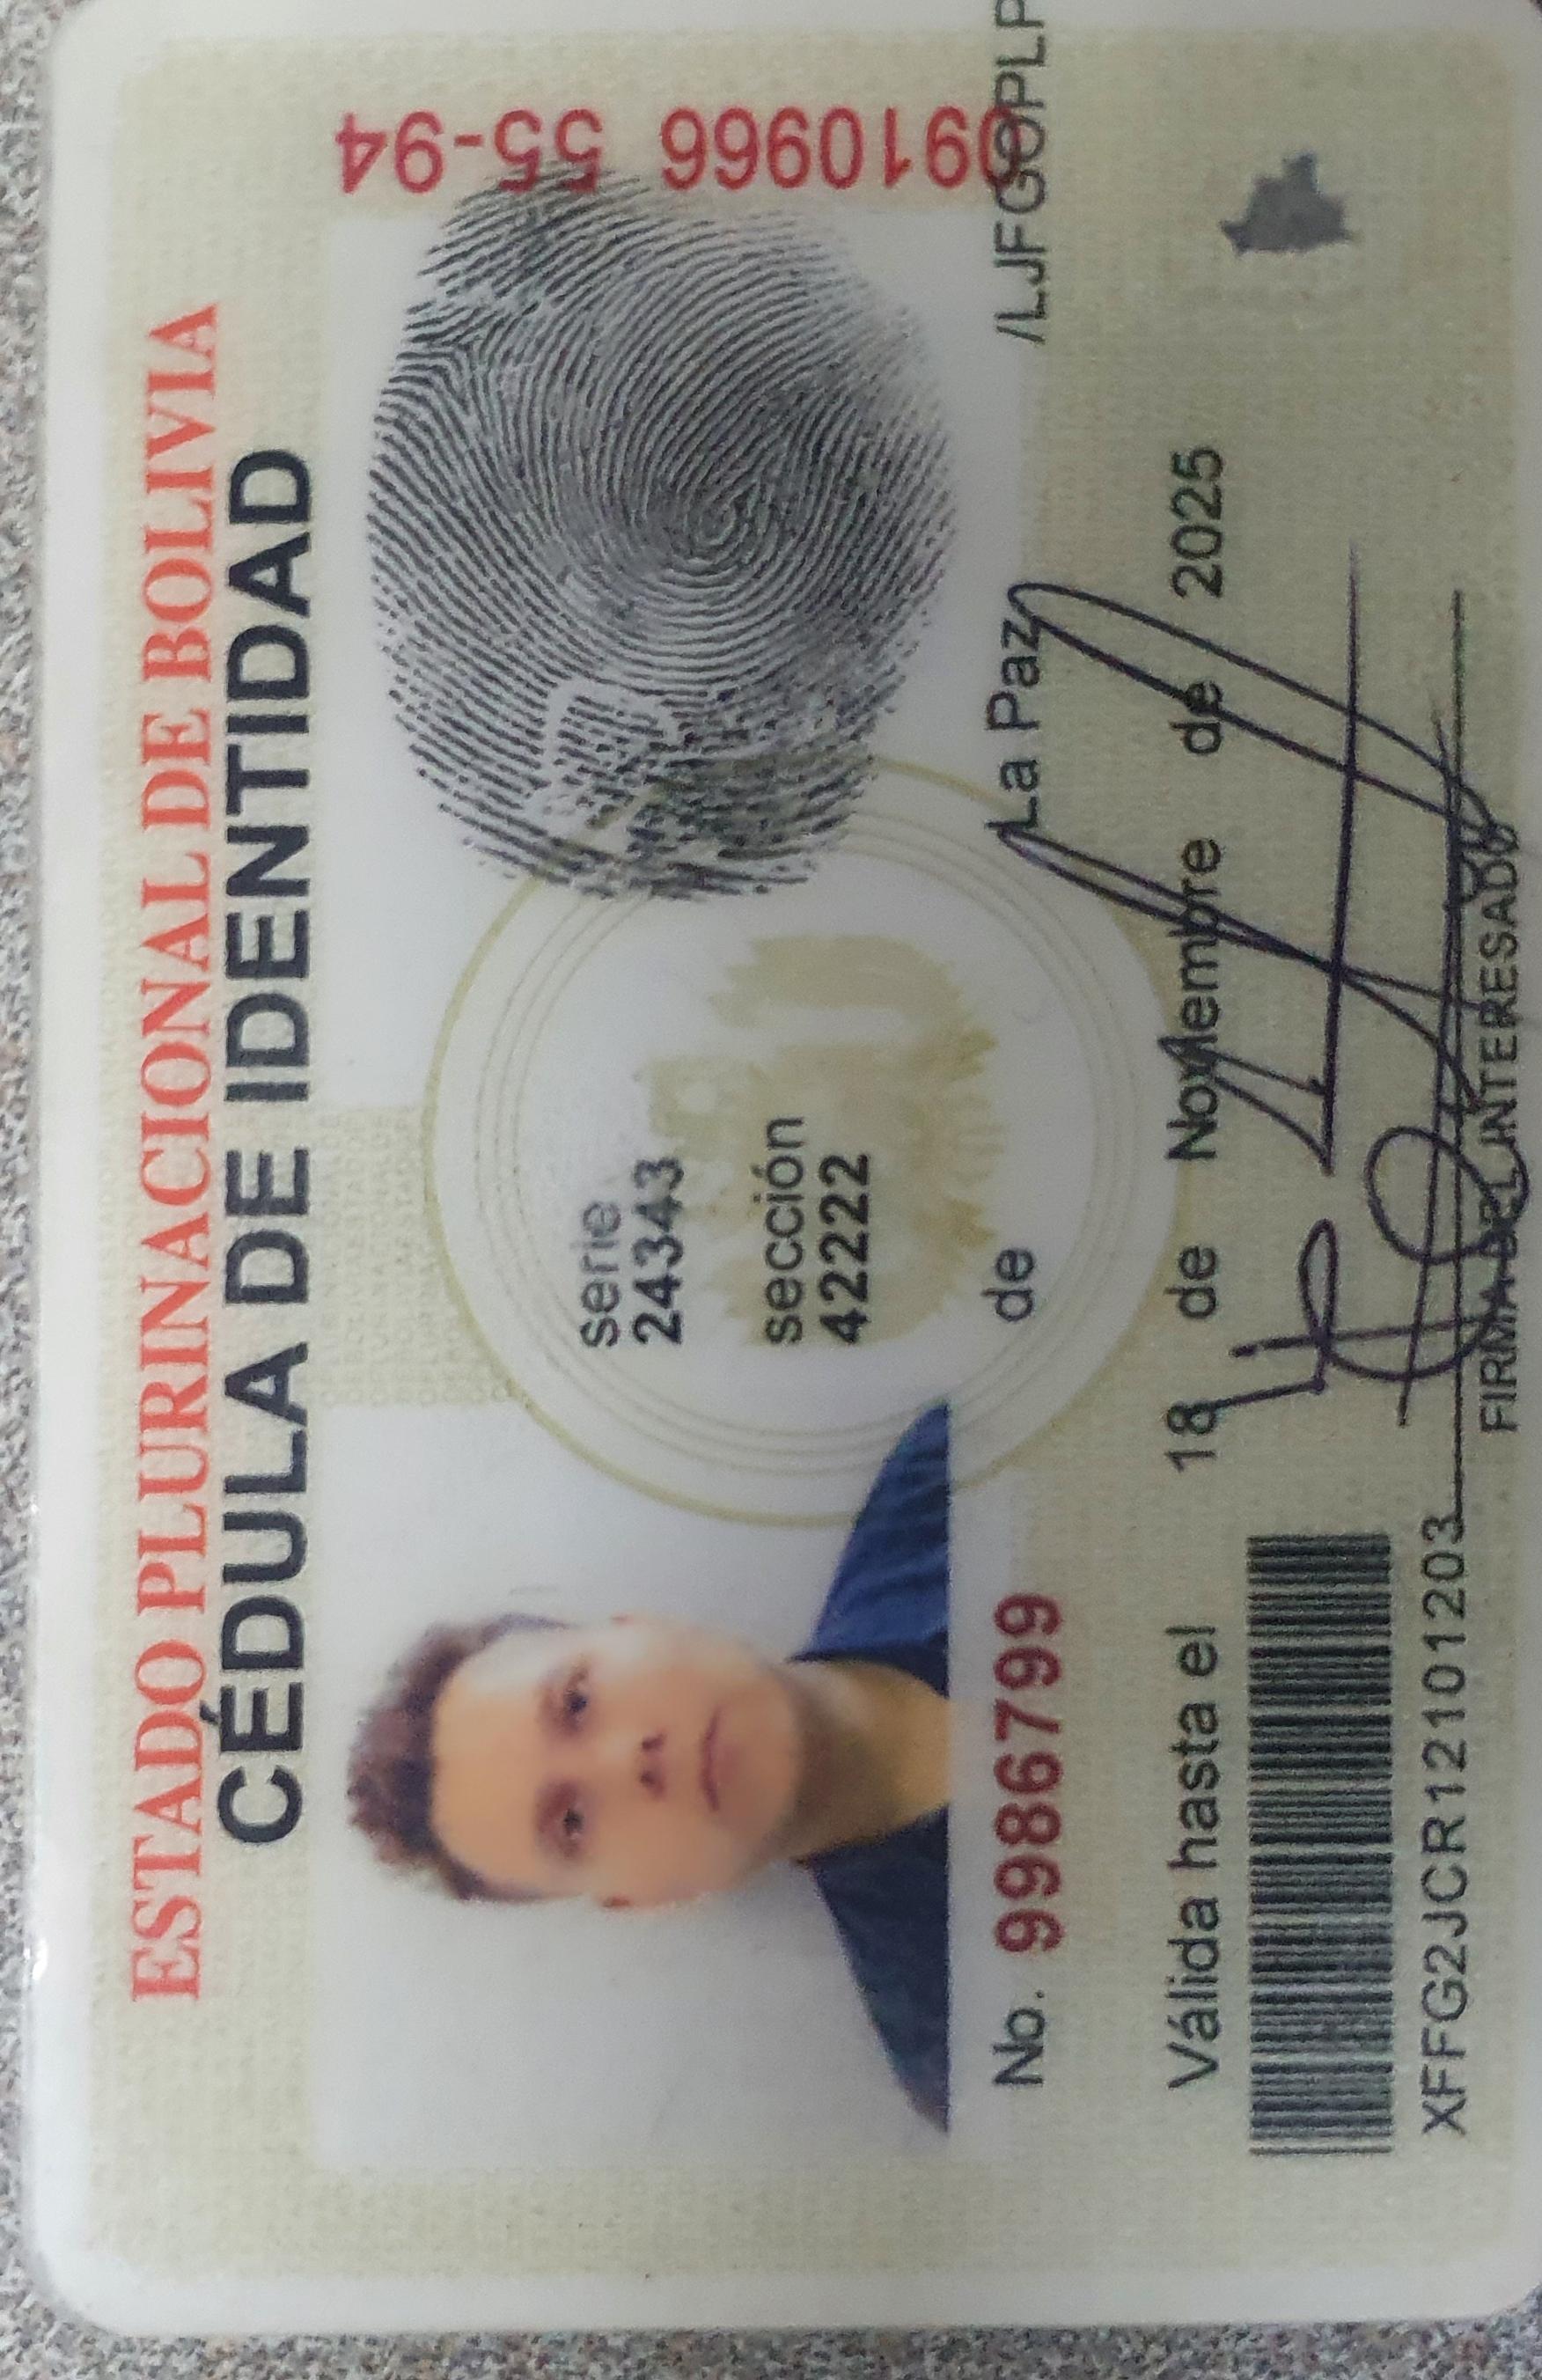 ESTADO PLURINACIONAL DE BOLIVIA
CÉDULA DE IDENTIDAD
serie
24343
sección
42222
0910966 55-94
No. 9986799 de La Paz /LJFGOPLP
Válida hasta el 18 de Noviembre de 2025
XFFG2JCR12101203
FIRMA DEL INTERESADO